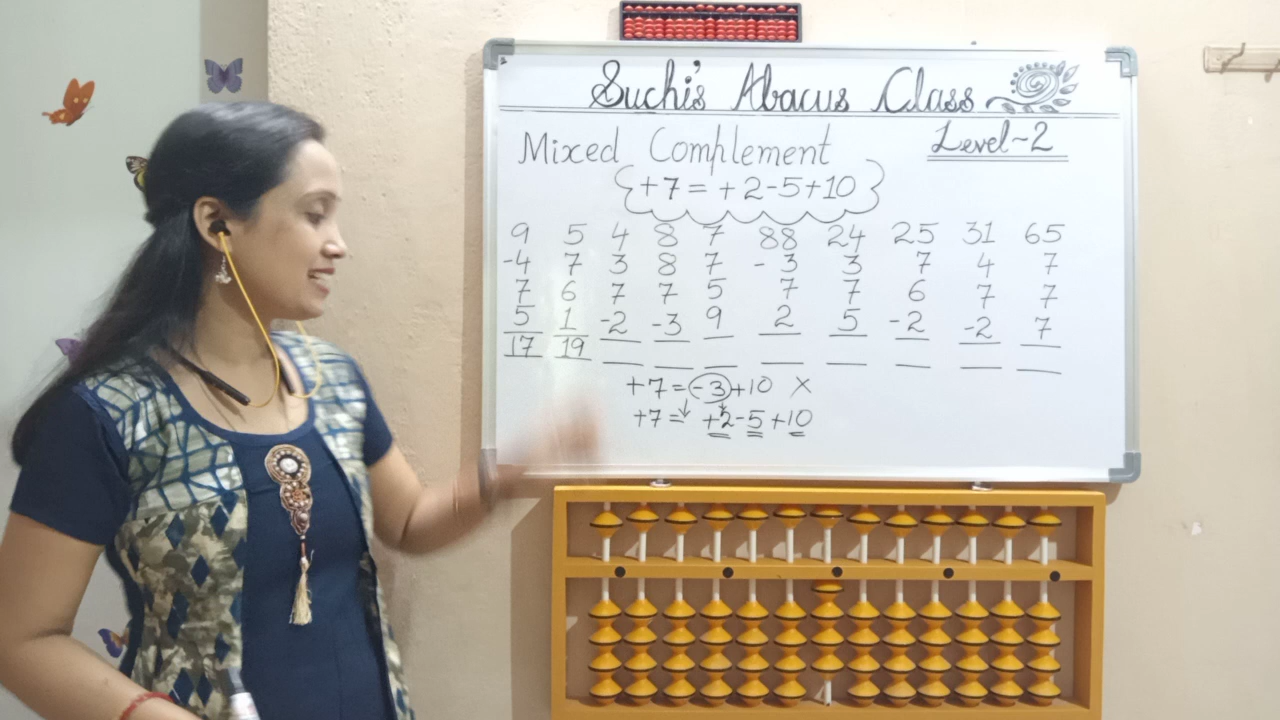 Suchi's Abacus Class
Mixed Complement Level-2
+7 = +2-5+10
9 5 4 8 7 88 24 25 31 65
-4 7 3 8 7 -3 3 7 4 7
7 6 7 7 5 7 7 6 7 7
5 1 -2 -3 9 2 5 -2 -2 7
17 19
+7 = -3 +10 ×
+7 = +2-5+10